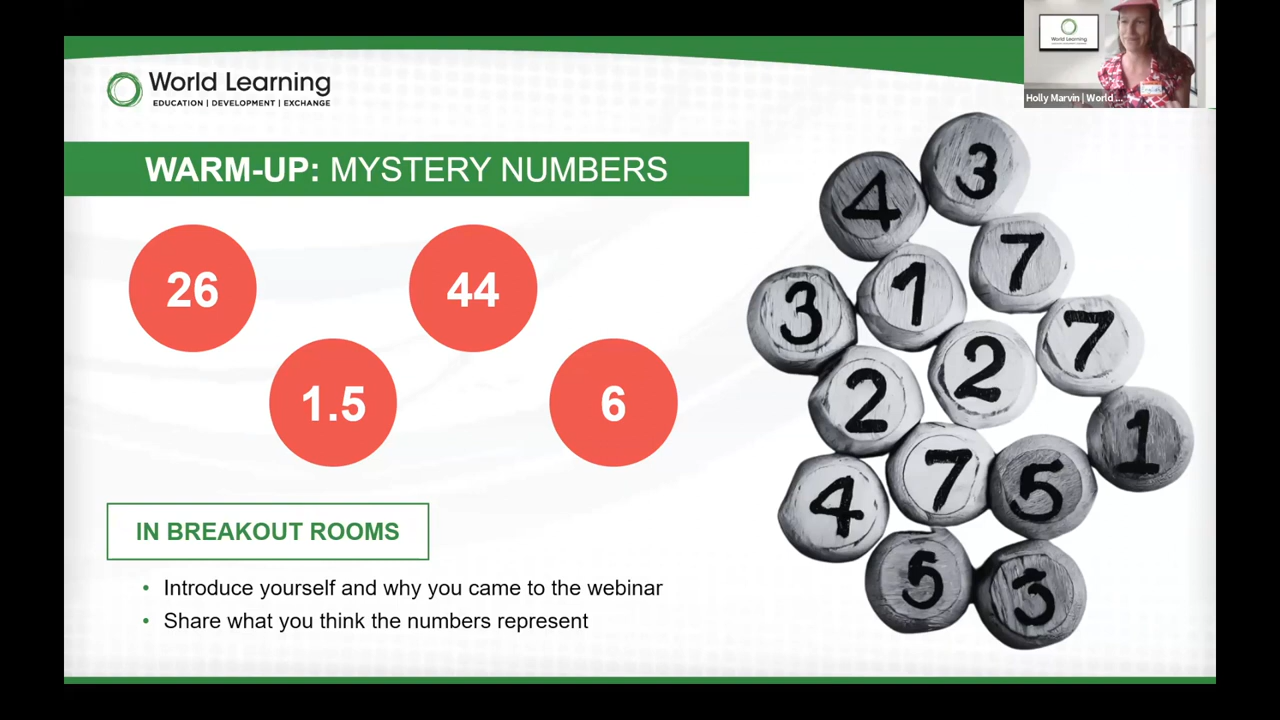 World Learning
EDUCATION | DEVELOPMENT | EXCHANGE
World Learning
Holly Marvin | World ...
WARM-UP: MYSTERY NUMBERS
26
44
1.5
6
3
4
7
1
3
7
2
2
1
7
5
4
5
3
IN BREAKOUT ROOMS
• Introduce yourself and why you came to the webinar
• Share what you think the numbers represent